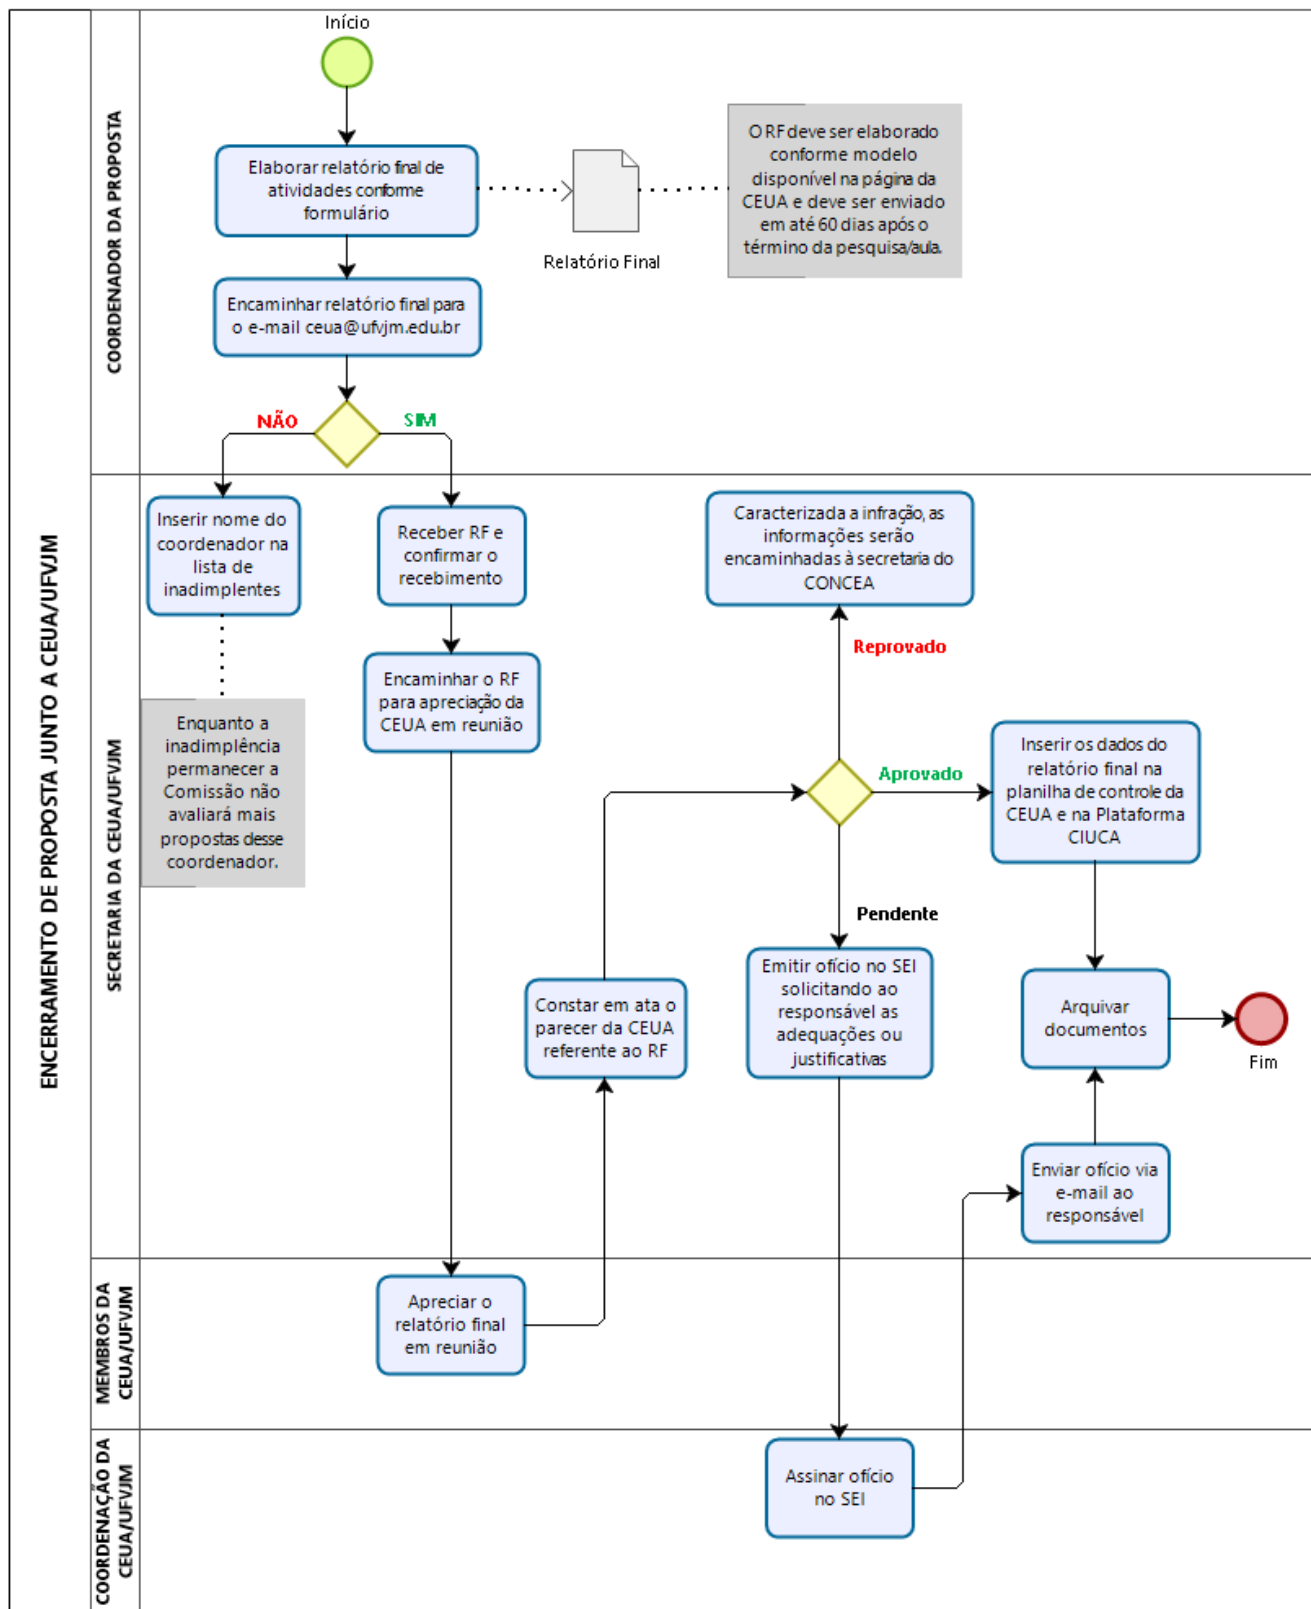 ENCERRAMENTO DE PROPOSTA JUNTO A CEUA/UFVJM
COORDENADOR DA PROPOSTA
Início
Elaborar relatório final de
atividades conforme
formulário
Relatório Final
O RF deve ser elaborado
conforme modelo
disponível na página da
CEUA e deve ser enviado
em até 60 dias após o
término da pesquisa/aula.
Encaminhar relatório final para
o e-mail ceua@ufvjm.edu.br
NÃO
SIM
SECRETARIA DA CEUA/UFVJM
Inserir nome do
coordenador na
lista de
inadimplentes
Enquanto a
inadimplência
permanecer a
Comissão não
avaliará mais
propostas desse
coordenador.
Receber RF e
confirmar o
recebimento
Encaminhar o RF
para apreciação da
CEUA em reunião
Caracterizada a infração, as
informações serão
encaminhadas à secretaria do
CONCEA
Reprovado
Aprovado
Inserir os dados do
relatório final na
planilha de controle da
CEUA e na Plataforma
CIUCA
Pendente
Constar em ata o
parecer da CEUA
referente ao RF
Emitir ofício no SEI
solicitando ao
responsável as
adequações ou
justificativas
Arquivar
documentos
Fim
Enviar ofício via
e-mail ao
responsável
MEMBROS DA
CEUA/UFVJM
Apreciar o
relatório final
em reunião
COORDENAÇÃO DA
CEUA/UFVJM
Assinar ofício
no SEI